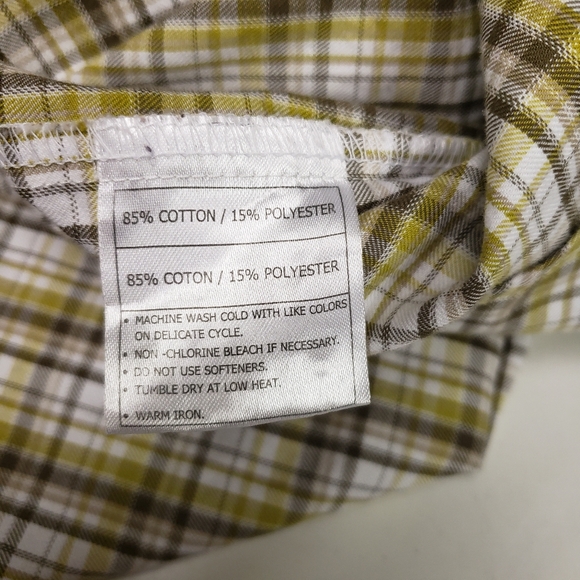 85% COTTON / 15% POLYESTER
85% COTON / 15% POLYESTER
• MACHINE WASH COLD WITH LIKE COLORS
ON DELICATE CYCLE.
• NON -CHLORINE BLEACH IF NECESSARY.
• DO NOT USE SOFTENERS.
• TUMBLE DRY AT LOW HEAT.
• WARM IRON.